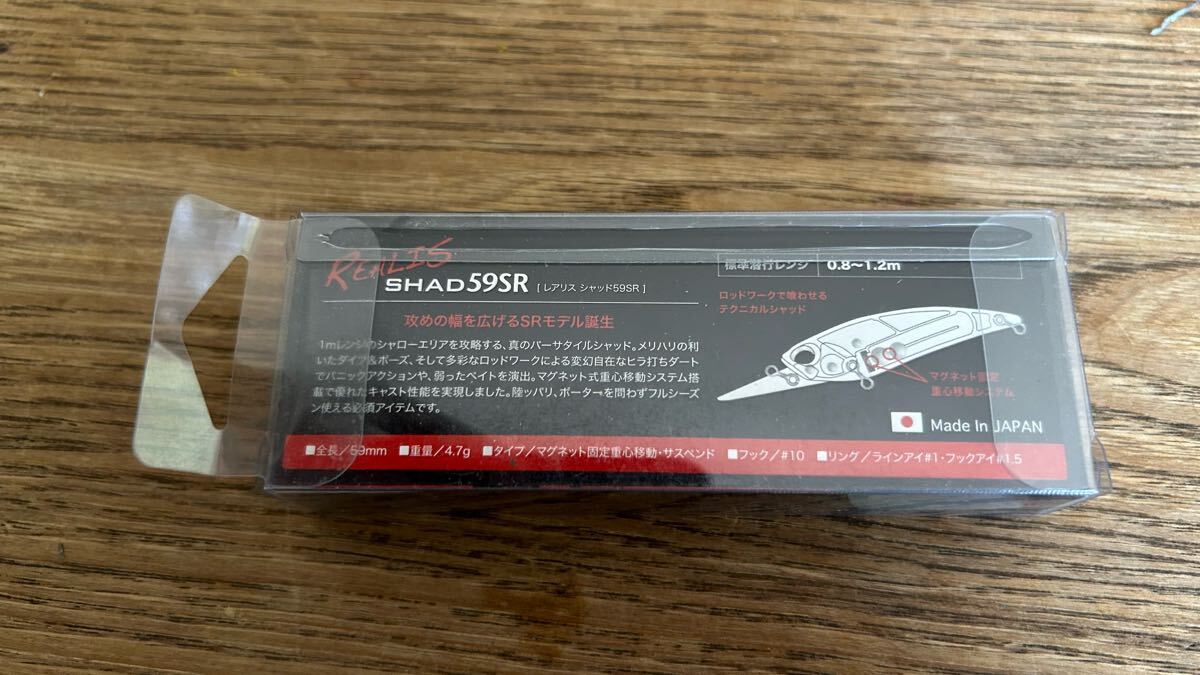 REALIS
SHAD 59SR [ レアリス シャッド59SR ]
攻めの幅を広げるSRモデル誕生
1mレンジのシャローエリアを攻略する、真のバーサタイルシャッド。メリハリの利
いたダイブ&ポーズ、そして多彩なロッドワークによる変幻自在なヒラ打ちダート
でパニックアクションや、弱ったベイトを演出。マグネット式重心移動システム搭
載で優れたキャスト性能を実現しました。陸ッパリ、ボーターを問わずフルシーズ
ン使える必須アイテムです。
標準潜行レンジ 0.8〜1.2m
ロッドワークで喰わせる
テクニカルシャッド
マグネット固定
重心移動システム
Made In JAPAN
■全長/59mm ■重量/4.7g ■タイプ/マグネット固定重心移動・サスペンド ■フック/#10 ■リング/ラインアイ#1・フックアイ#1.5